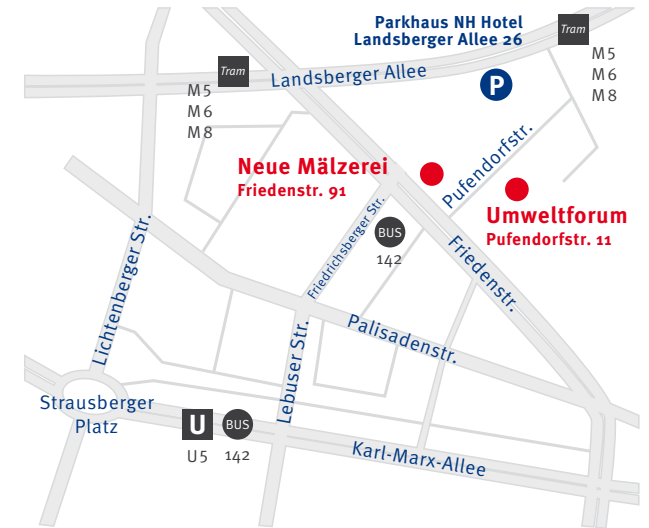 Parkhaus NH Hotel
Landsberger Allee 26
Tram
M5
M6
M8
Tram
M5
M6
M8
Landsberger Allee
P
Neue Mälzerei
Friedenstr. 91
Pufendorfstr.
Umweltforum
Pufendorfstr. 11
Friedrichsberger Str.
BUS
142
Friedenstr.
Lichtenberger Str.
Palisadenstr.
Lebuser Str.
Strausberger
Platz
U
U5
BUS
142
Karl-Marx-Allee